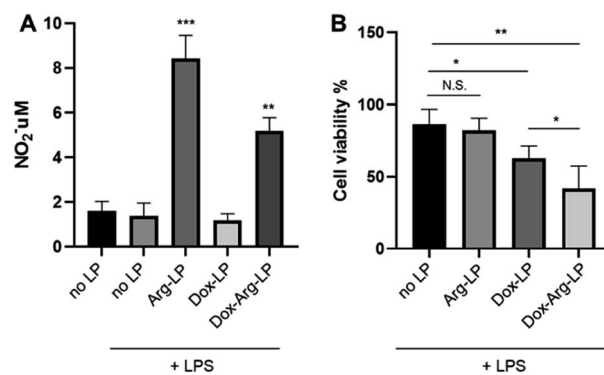 A
NO2-uM
10
8
6
4
2
0
***
**
no LP
no LP
Arg-LP
Dox-LP
Dox-Arg-LP
+ LPS
B
Cell viability %
150
100
50
0
**
*
N.S.
*
no LP
Arg-LP
Dox-LP
Dox-Arg-LP
+ LPS